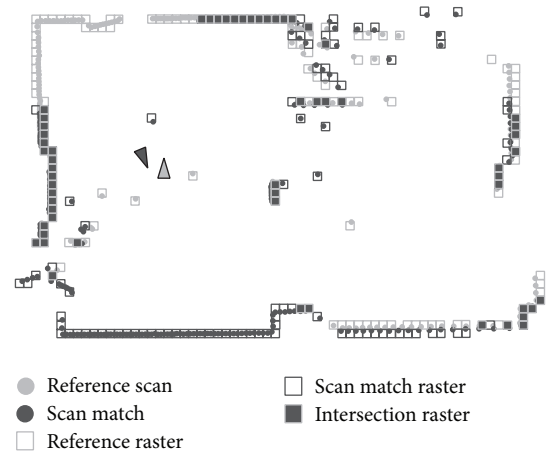 Reference scan
Scan match
Reference raster
Scan match raster
Intersection raster